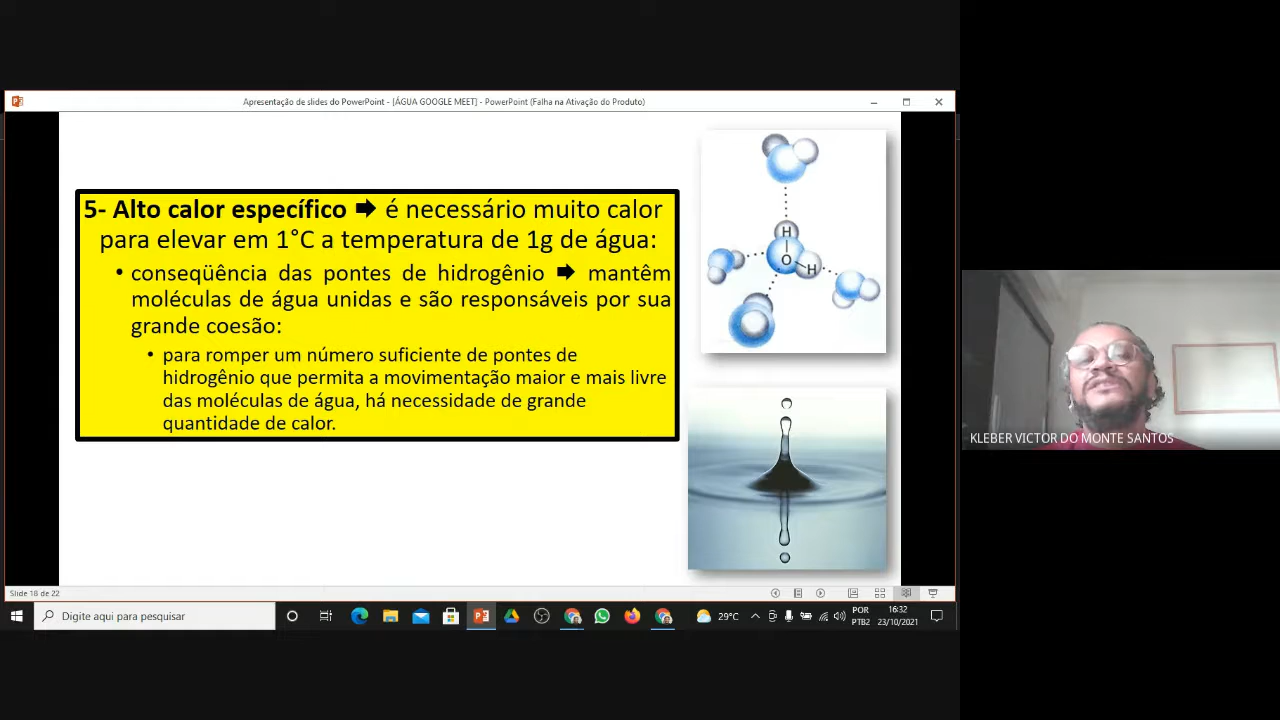 Apresentação de slides do PowerPoint - [ÁGUA GOOGLE MEET] - PowerPoint (Falha na Ativação do Produto)
5- Alto calor específico 🡆 é necessário muito calor
para elevar em 1°C a temperatura de 1g de água:
• conseqüência das pontes de hidrogênio 🡆 mantêm
moléculas de água unidas e são responsáveis por sua
grande coesão:
• para romper um número suficiente de pontes de
hidrogênio que permita a movimentação maior e mais livre
das moléculas de água, há necessidade de grande
quantidade de calor.
H
O
H
KLEBER VICTOR DO MONTE SANTOS
Slide 18 de 22
Digite aqui para pesquisar
29°C
POR
PTB2
16:32
23/10/2021